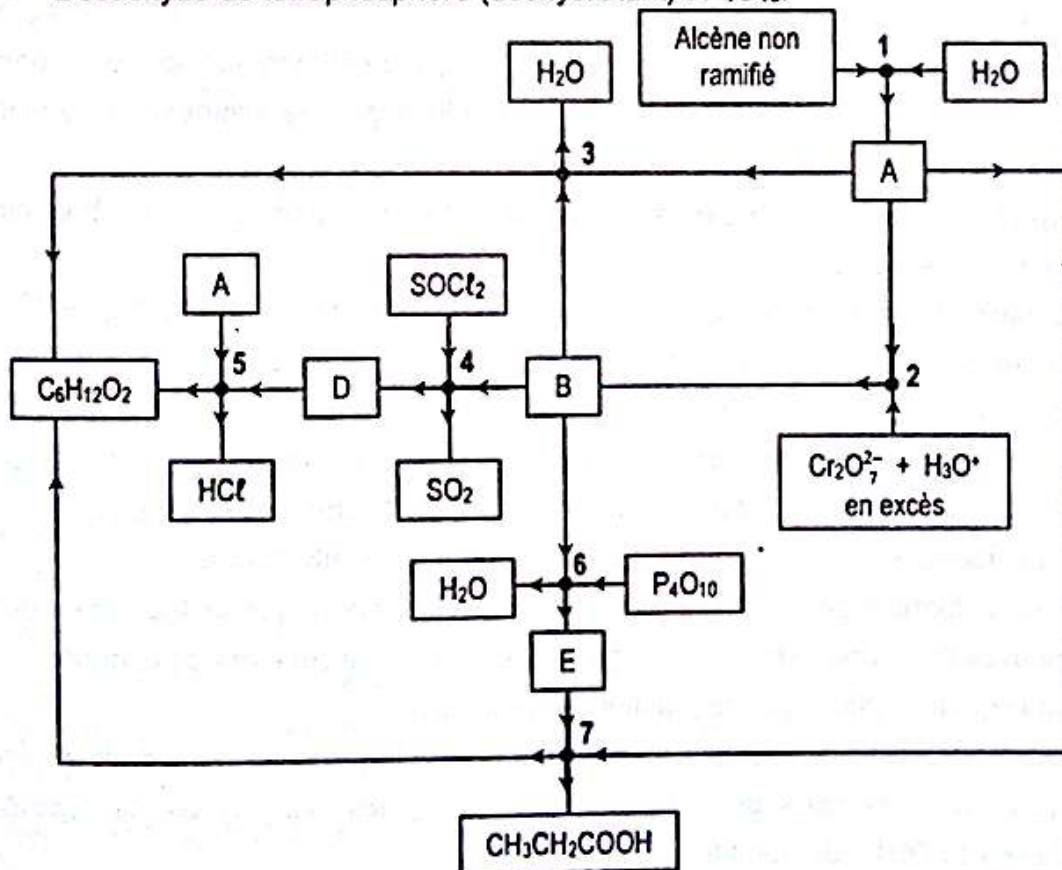 Alcène non
ramifié
1
H₂O
H₂O
3
A
A
SOCℓ₂
5
4
2
C₆H₁₂O₂
D
B
HCℓ
SO₂
Cr₂O₇²⁻ + H₃O⁺
en excès
6
H₂O
P₄O₁₀
E
7
CH₃CH₂COOH